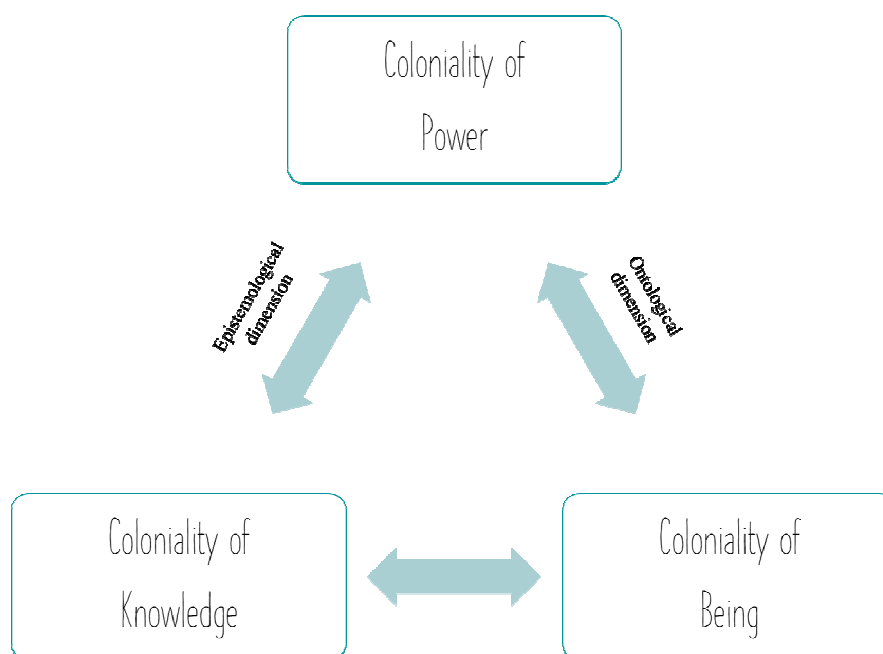 Coloniality of
Power
Epistemological
dimension
Ontological
dimension
Coloniality of
Knowledge
Coloniality of
Being